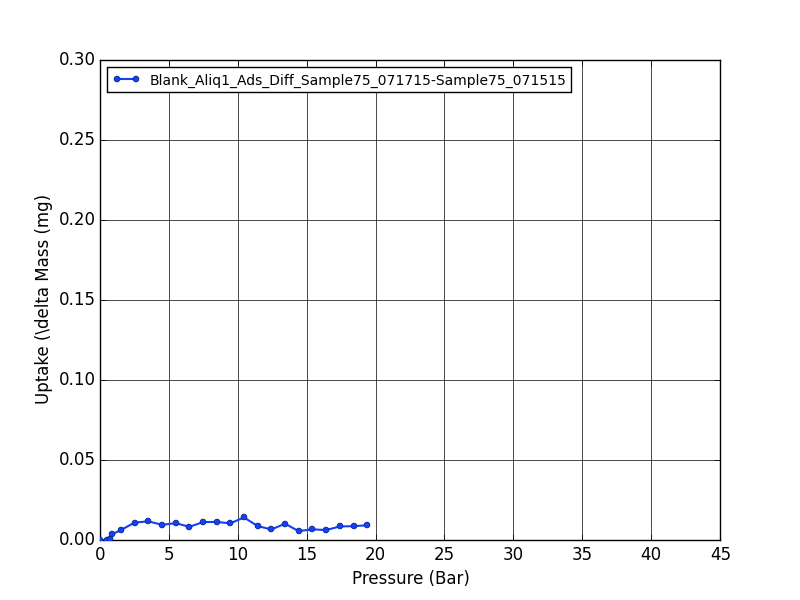 0.30
Blank_Aliq1_Ads_Diff_Sample75_071715-Sample75_071515
0.25
0.20
0.15
0.10
0.05
0.00
Uptake (\delta Mass (mg)
0 5 10 15 20 25 30 35 40 45
Pressure (Bar)